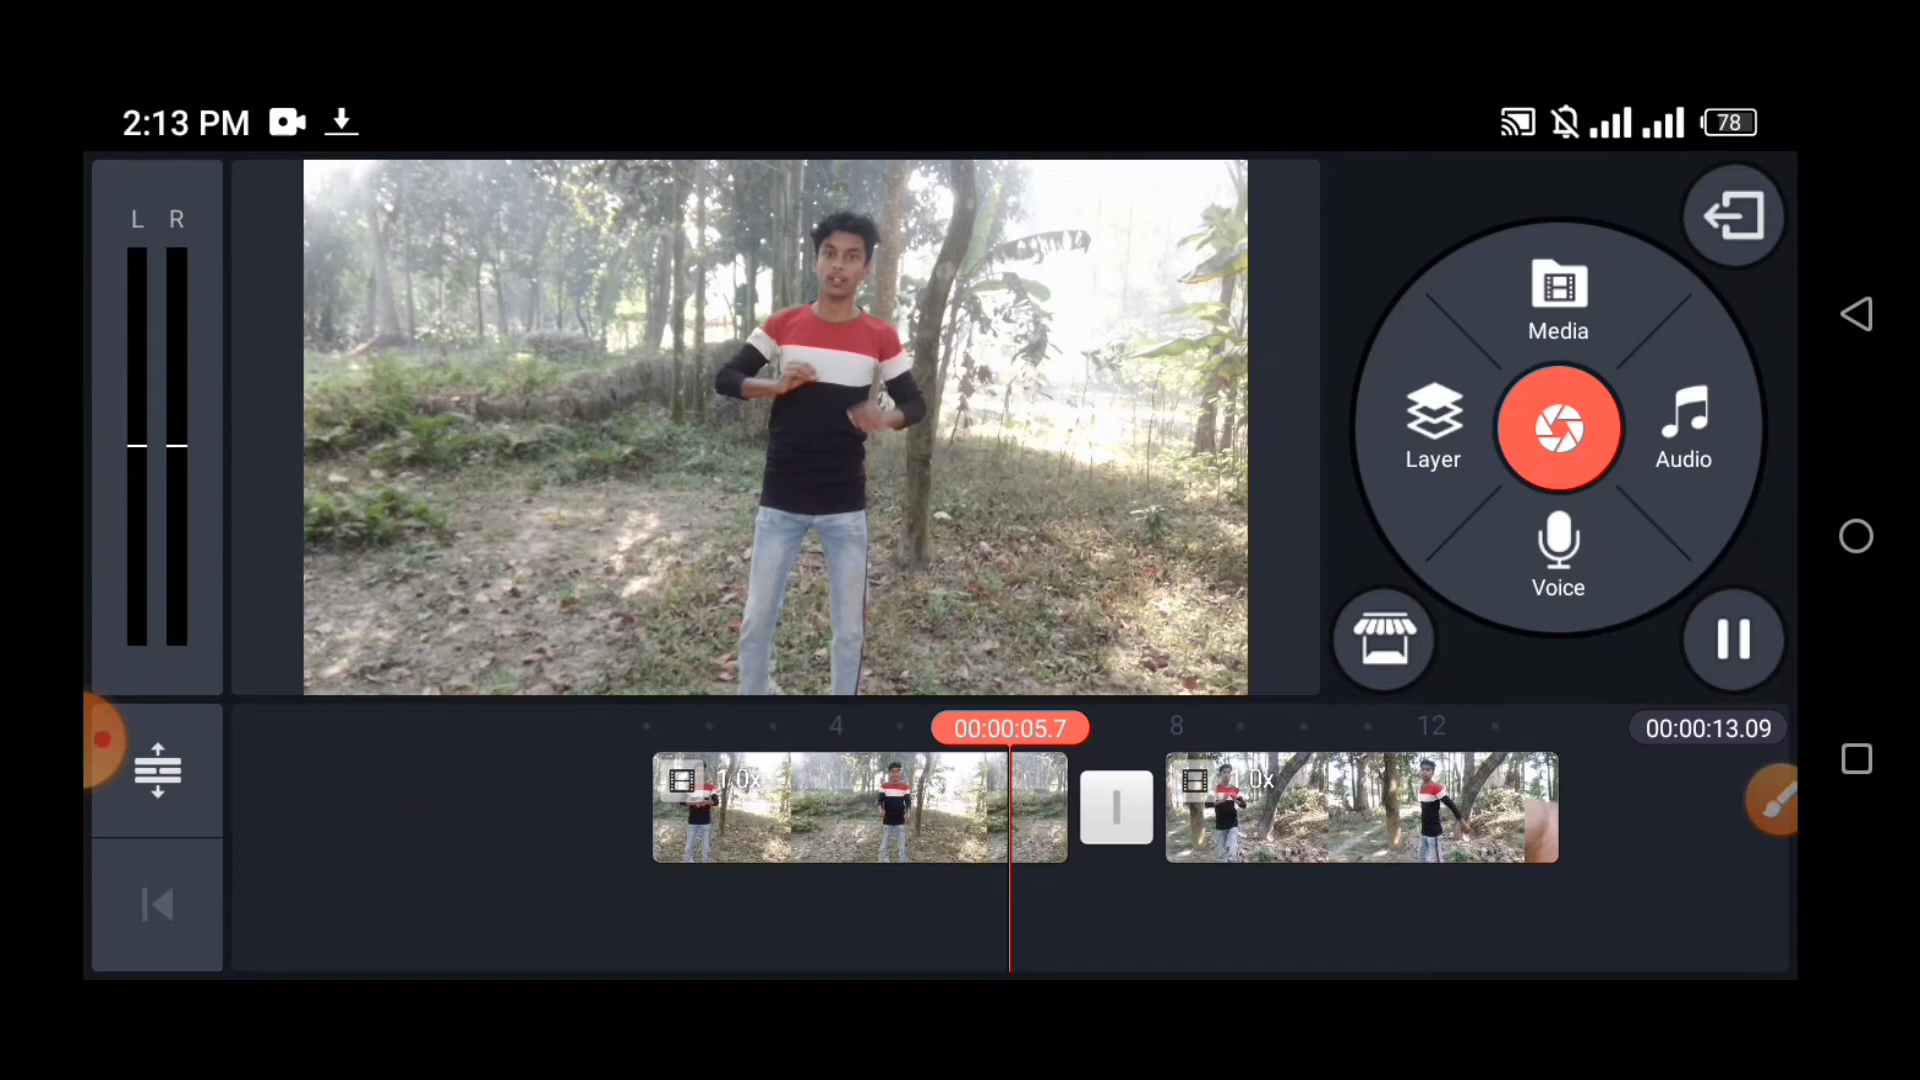 2:13 PM
78
L R
Media
Layer
Audio
Voice
4
00:00:05.7
8
12
00:00:13.09
1.0x
1.0x